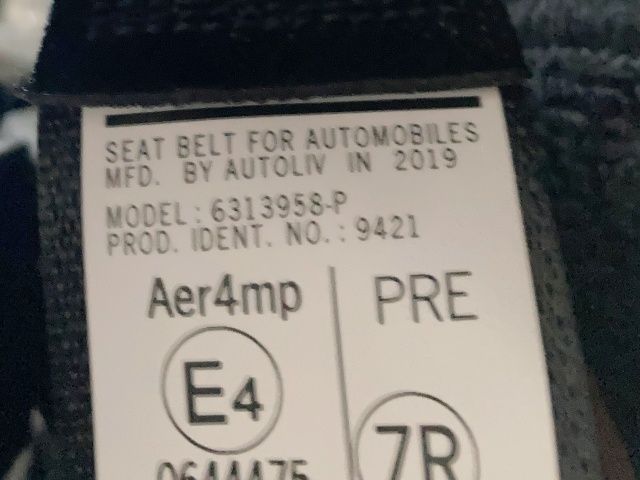 SEAT BELT FOR AUTOMOBILES
MFD. BY AUTOLIV IN 2019
MODEL: 6313958-P
PROD. IDENT. NO.: 9421
Aer4mp
PRE
E4
7R